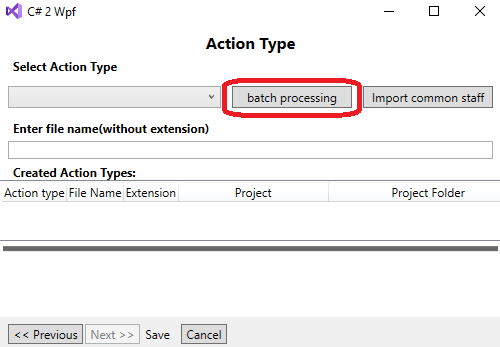 C# 2 Wpf
Action Type
Select Action Type
batch processing Import common staff
Enter file name(without extension)
Created Action Types:
Action type File Name Extension Project Project Folder
<< Previous Next >> Save Cancel